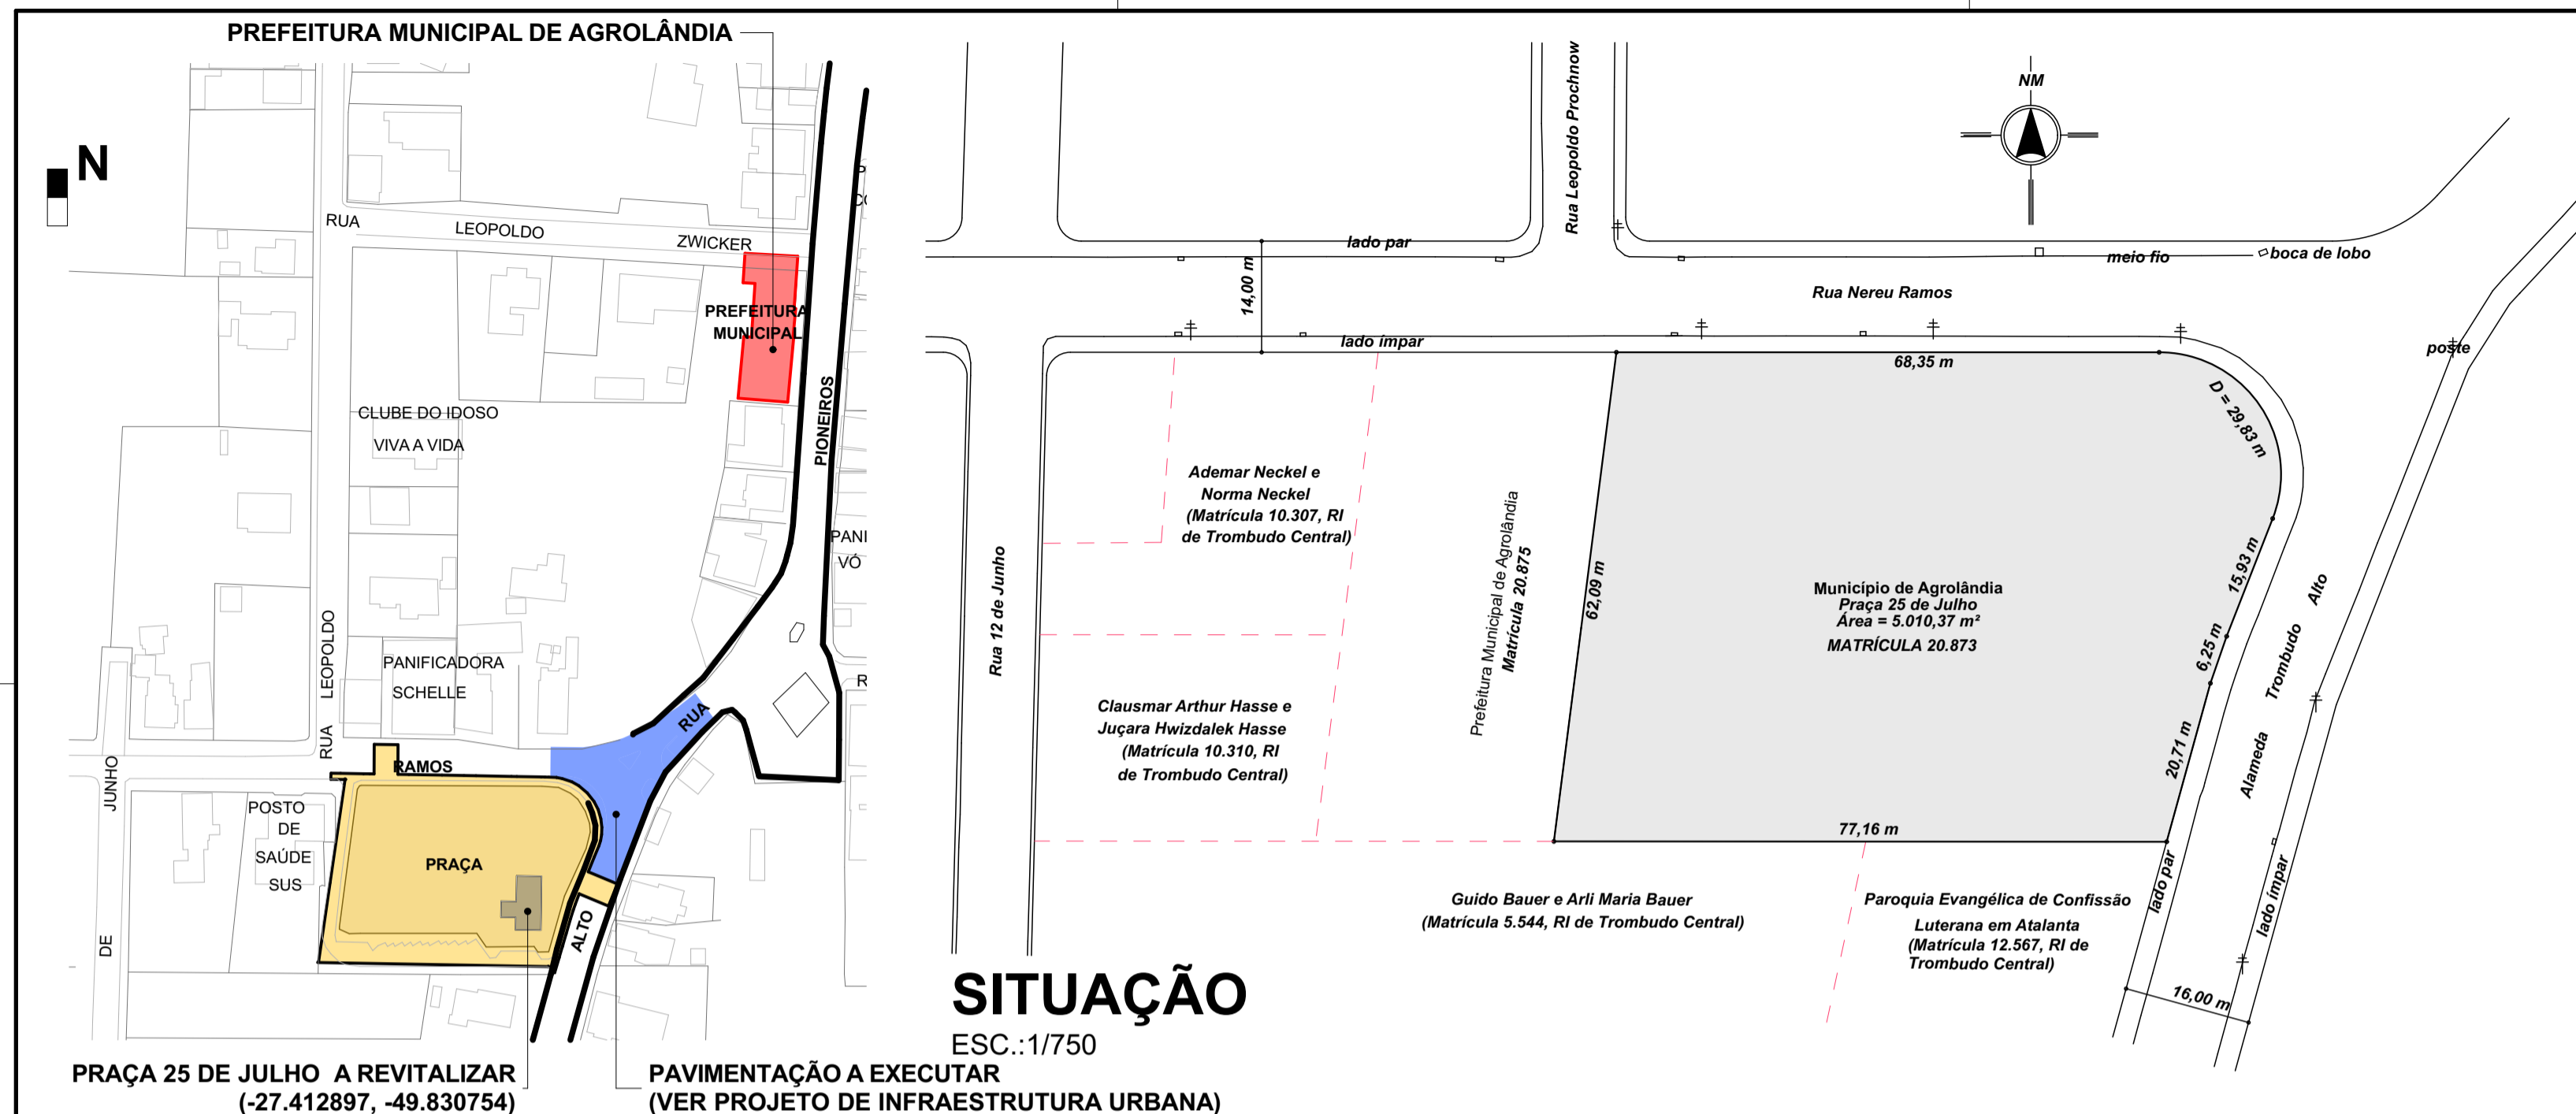 PREFEITURA MUNICIPAL DE AGROLÂNDIA
N
RUA LEOPOLDO ZWICKER
PREFEITURA
MUNICIPAL
PIONEIROS
CLUBE DO IDOSO
VIVA A VIDA
PANI
VÓ
RUA LEOPOLDO
PANIFICADORA
SCHELLE
R
RUA
RAMOS
DE JUNHO
POSTO
DE
SAÚDE
SUS
PRAÇA
ALTO
PRAÇA 25 DE JULHO A REVITALIZAR
(-27.412897, -49.830754)
PAVIMENTAÇÃO A EXECUTAR
(VER PROJETO DE INFRAESTRUTURA URBANA)
SITUAÇÃO
ESC.:1/750
Rua Leopoldo Prochnow
NM
lado par
14,00 m
meio fio
boca de lobo
Rua Nereu Ramos
lado ímpar
68,35 m
poste
D = 29,83 m
Ademar Neckel e
Norma Neckel
(Matrícula 10.307, RI
de Trombudo Central)
Prefeitura Municipal de Agrolândia
Matrícula 20.875
62,09 m
Rua 12 de Junho
Município de Agrolândia
Praça 25 de Julho
Área = 5.010,37 m²
MATRÍCULA 20.873
15,93 m
6,25 m
20,71 m
Alameda Trombudo Alto
Clausmar Arthur Hasse e
Juçara Hwizdalek Hasse
(Matrícula 10.310, RI
de Trombudo Central)
77,16 m
Guido Bauer e Arli Maria Bauer
(Matrícula 5.544, RI de Trombudo Central)
Paroquia Evangélica de Confissão
Luterana em Atalanta
(Matrícula 12.567, RI de
Trombudo Central)
lado par
lado ímpar
16,00 m